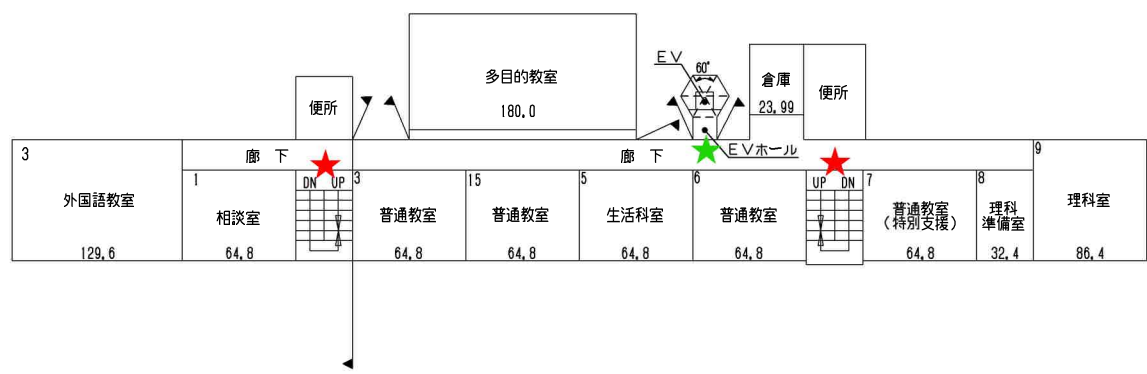 多目的教室
180.0
EV
60°
倉庫
23.99
便所
便所
EVホール
3
外国語教室
129.6
廊 下
廊 下
1
相談室
64.8
DN UP
3
普通教室
64.8
15
普通教室
64.8
5
生活科室
64.8
6
普通教室
64.8
UP DN
7
普通教室
(特別支援)
64.8
8
理科
準備室
32.4
9
理科室
86.4